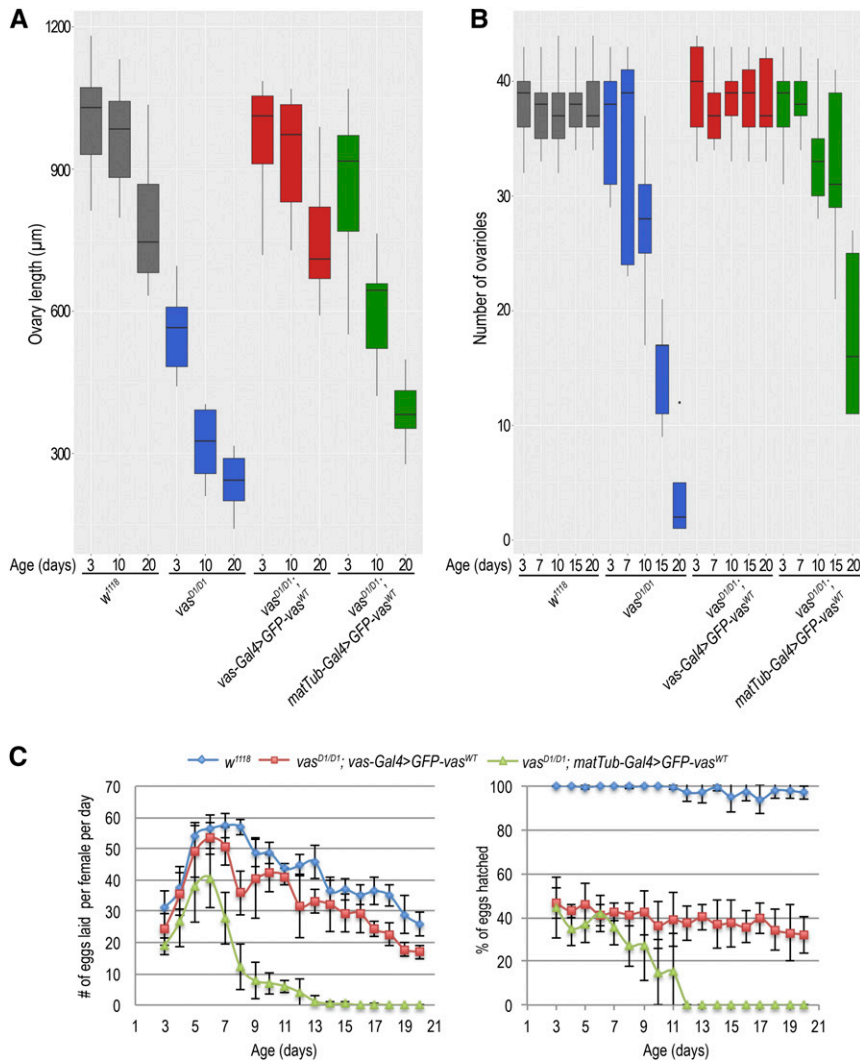 A
1200
900
600
300
Ovary length (µm)
Age (days) 3 10 20 3 10 20 3 10 20 3 10 20
w1118
vasD1/D1
vasD1/D1;
vas-Gal4>GFP-vasWT
vasD1/D1;
matTub-Gal4>GFP-vasWT
B
40
30
20
10
0
Number of ovarioles
Age (days) 3 7 10 15 20 3 7 10 15 20 3 7 10 15 20 3 7 10 15 20
w1118
vasD1/D1
vasD1/D1;
vas-Gal4>GFP-vasWT
vasD1/D1;
matTub-Gal4>GFP-vasWT
C
w1118 vasD1/D1; vas-Gal4>GFP-vasWT vasD1/D1; matTub-Gal4>GFP-vasWT
70
60
50
40
30
20
10
0
# of eggs laid per female per day
1 3 5 7 9 11 13 15 17 19 21
Age (days)
100
80
60
40
20
0
% of eggs hatched
1 3 5 7 9 11 13 15 17 19 21
Age (days)